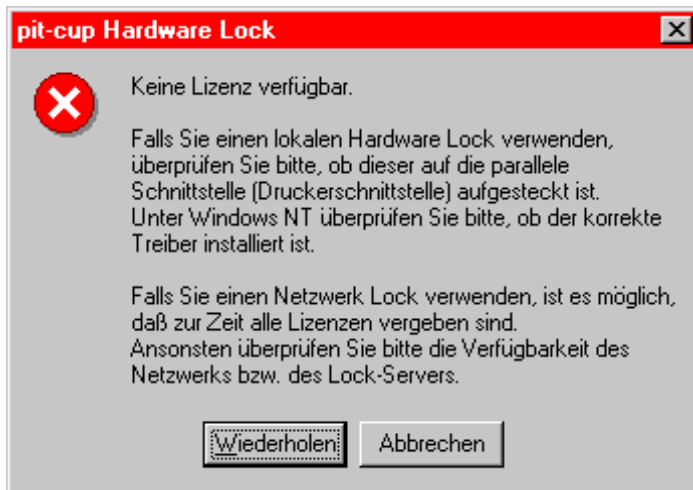 pit-cup Hardware Lock
Keine Lizenz verfügbar.
Falls Sie einen lokalen Hardware Lock verwenden,
überprüfen Sie bitte, ob dieser auf die parallele
Schnittstelle (Druckerschnittstelle) aufgesteckt ist.
Unter Windows NT überprüfen Sie bitte, ob der korrekte
Treiber installiert ist.
Falls Sie einen Netzwerk Lock verwenden, ist es möglich,
daß zur Zeit alle Lizenzen vergeben sind.
Ansonsten überprüfen Sie bitte die Verfügbarkeit des
Netzwerks bzw. des Lock-Servers.
Wiederholen Abbrechen